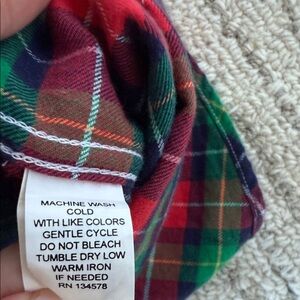 MACHINE WASH
COLD
WITH LIKE COLORS
GENTLE CYCLE
DO NOT BLEACH
TUMBLE DRY LOW
WARM IRON
IF NEEDED
RN 134578